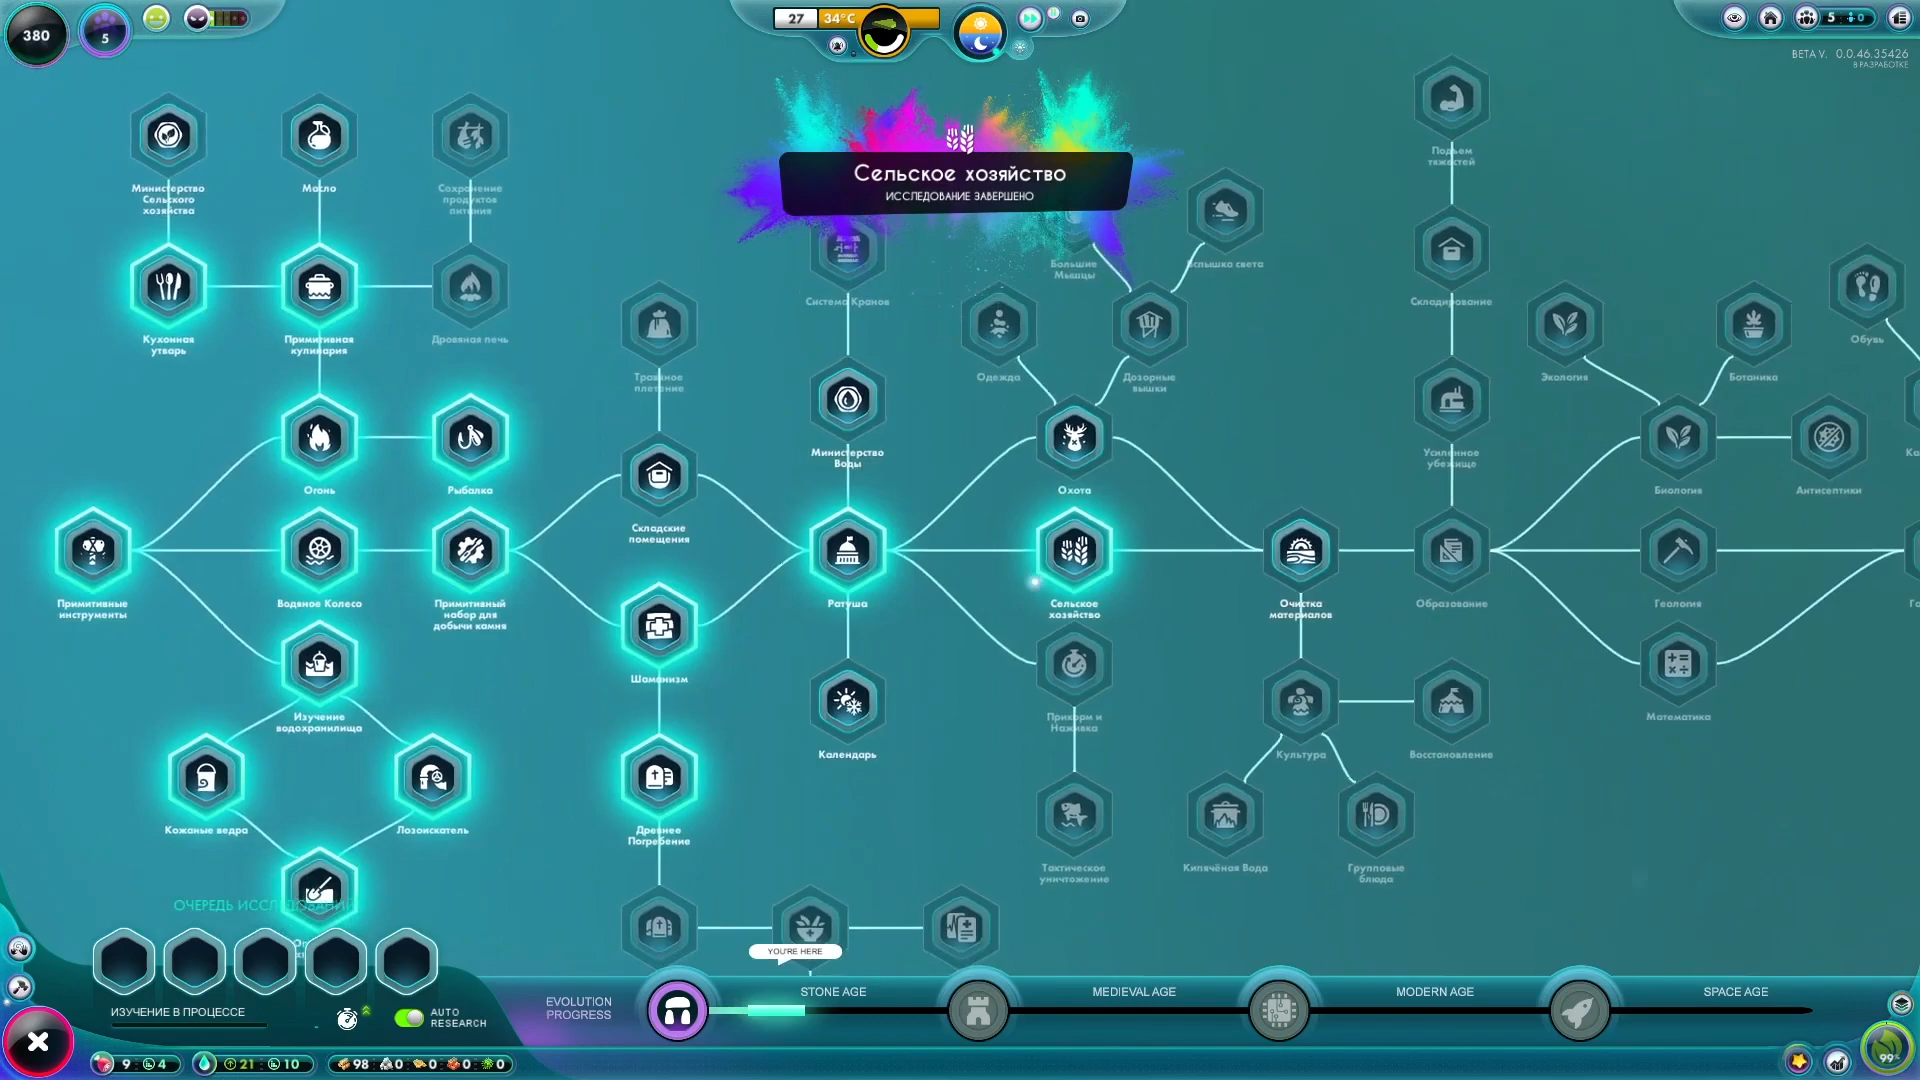 380
5
27
34°C
5
0
BETA V. 0.0.46.35426
В РАЗРАБОТКЕ
Сельское хозяйство
ИССЛЕДОВАНИЕ ЗАВЕРШЕНО
Министерство
Сельского
хозяйства
Масло
Сохранение
продуктов
питания
Подъем
тяжестей
Большие
Мышцы
Вспышка света
Система Кранов
Складирование
Кухонная
утварь
Примитивная
кулинария
Дровяная печь
Обувь
Травяное
плетение
Одежда
Дозорные
вышки
Экология
Ботаника
Министерство
Воды
Усиленное
убежище
Огонь
Рыбалка
Охота
Биология
Антисептики
Складские
помещения
Примитивные
инструменты
Водяное Колесо
Примитивный
набор для
добычи камня
Ратуша
Сельское
хозяйство
Очистка
материалов
Образование
Геология
Шаманизм
Изучение
водохранилища
Прикорм и
Наживка
Математика
Календарь
Культура
Восстановление
Кожаные ведра
Лозоискатель
Древнее
Погребение
Тактическое
уничтожение
Кипячёная Вода
Групповые
блюда
YOU'RE HERE
EVOLUTION
PROGRESS
STONE AGE
MEDIEVAL AGE
MODERN AGE
SPACE AGE
ИЗУЧЕНИЕ В ПРОЦЕССЕ
AUTO
RESEARCH
9
4
21
10
98
0
0
0
0
99%